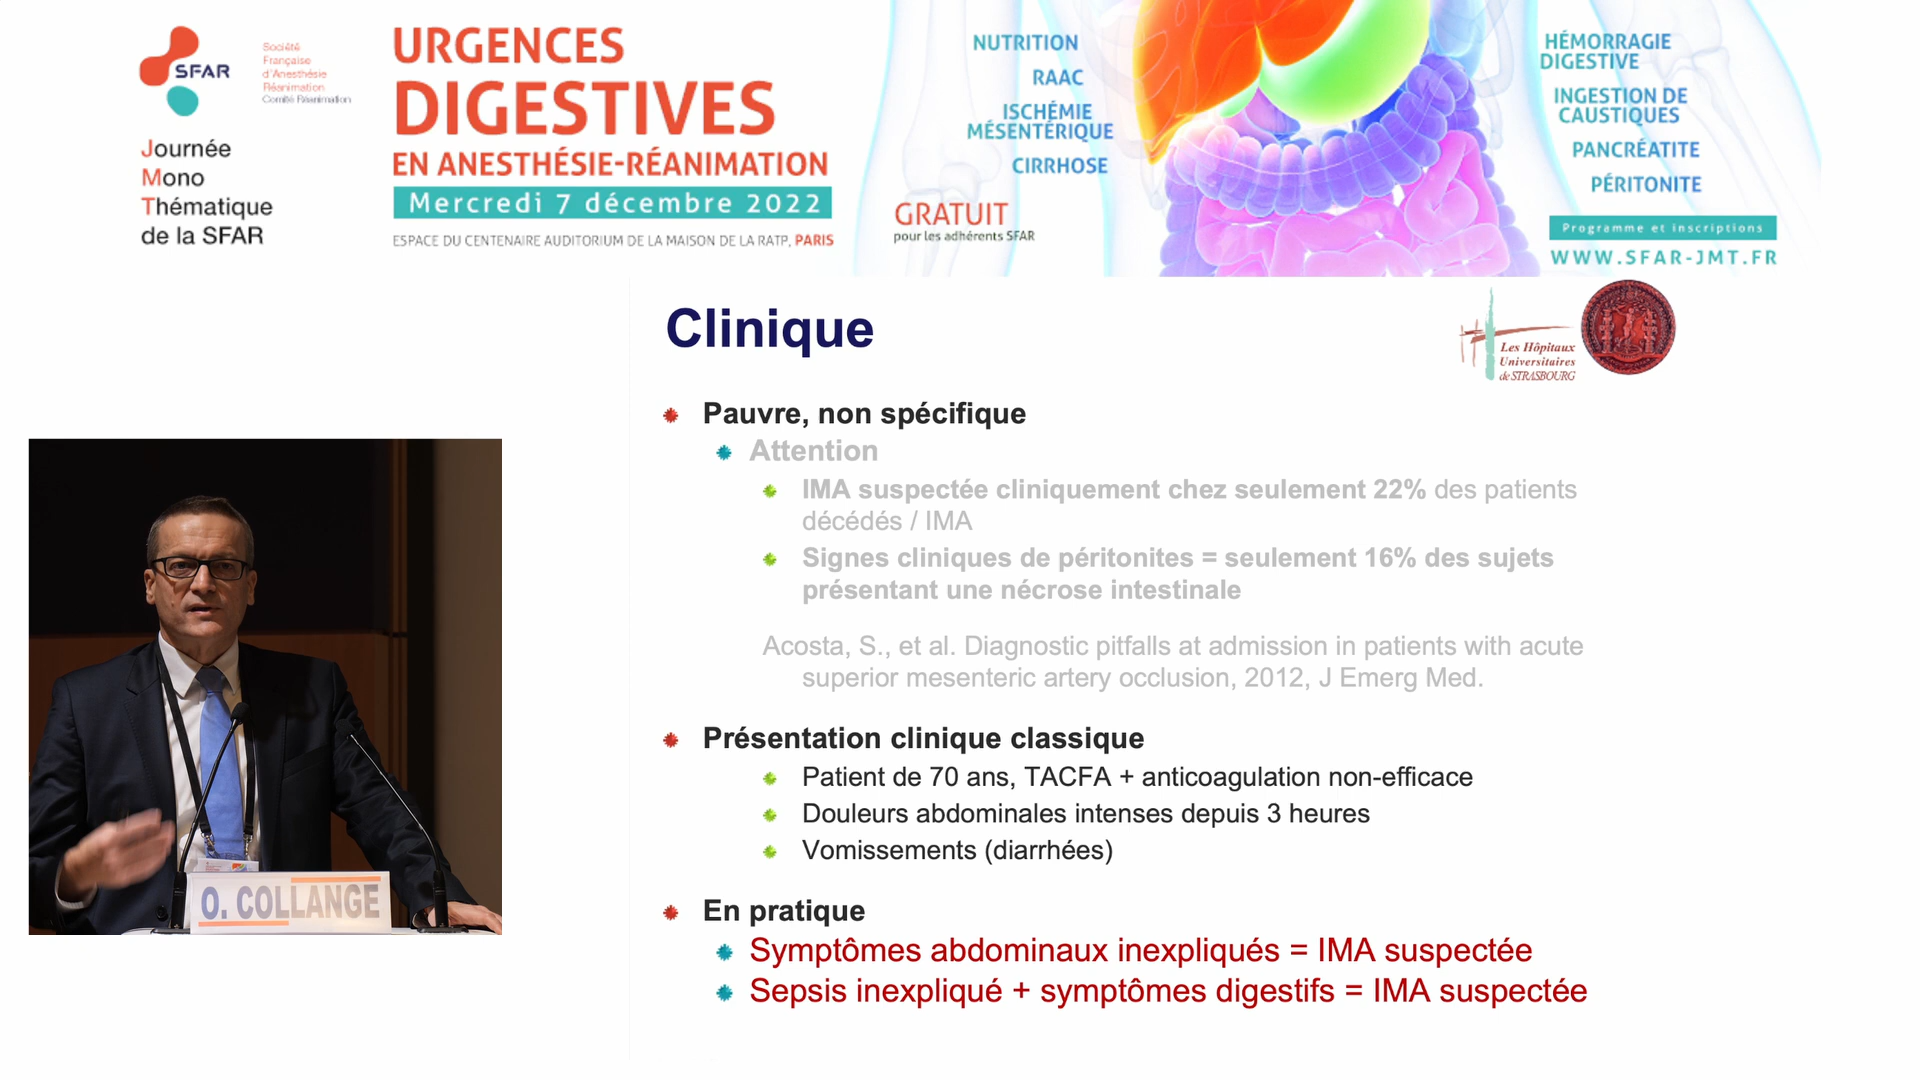 SFAR
Société
Française
d'Anesthésie
Réanimation
Comité Réanimation
Journée
Mono
Thématique
de la SFAR
URGENCES
DIGESTIVES
EN ANESTHÉSIE-RÉANIMATION
Mercredi 7 décembre 2022
ESPACE DU CENTENAIRE AUDITORIUM DE LA MAISON DE LA RATP, PARIS
NUTRITION
RAAC
ISCHÉMIE
MÉSENTÉRIQUE
CIRRHOSE
GRATUIT
pour les adhérents SFAR
HÉMORRAGIE
DIGESTIVE
INGESTION DE
CAUSTIQUES
PANCRÉATITE
PÉRITONITE
Programme et inscriptions
WWW.SFAR-JMT.FR
Clinique
Les Hôpitaux
Universitaires
de STRASBOURG
Pauvre, non spécifique
Attention
IMA suspectée cliniquement chez seulement 22% des patients
décédés / IMA
Signes cliniques de péritonites = seulement 16% des sujets
présentant une nécrose intestinale
Acosta, S., et al. Diagnostic pitfalls at admission in patients with acute
superior mesenteric artery occlusion, 2012, J Emerg Med.
Présentation clinique classique
Patient de 70 ans, TACFA + anticoagulation non-efficace
Douleurs abdominales intenses depuis 3 heures
Vomissements (diarrhées)
En pratique
Symptômes abdominaux inexpliqués = IMA suspectée
Sepsis inexpliqué + symptômes digestifs = IMA suspectée
O. COLLANGE